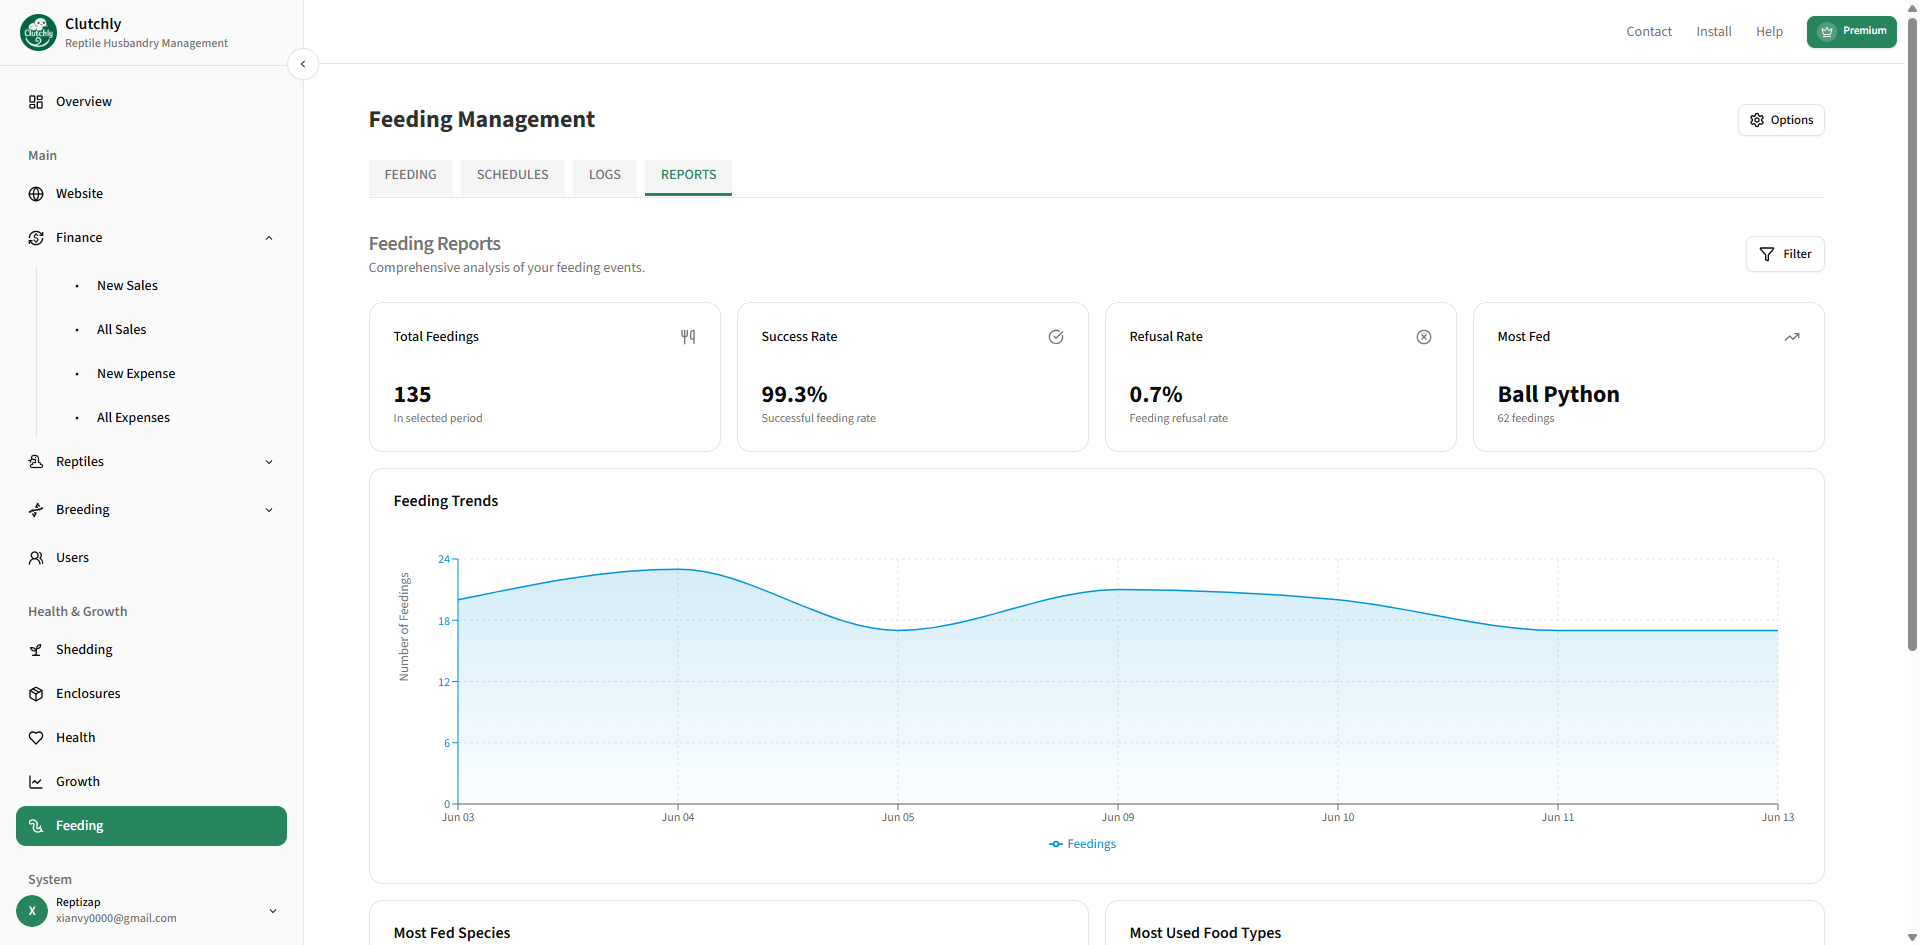 Clutchly
Clutchly
Reptile Husbandry Management
Overview
Main
Website
Finance
New Sales
All Sales
New Expense
All Expenses
Reptiles
Breeding
Users
Health & Growth
Shedding
Enclosures
Health
Growth
Feeding
System
X
Reptizap
xianvy0000@gmail.com
Contact
Install
Help
Premium
Feeding Management
Options
FEEDING
SCHEDULES
LOGS
REPORTS
Feeding Reports
Comprehensive analysis of your feeding events.
Filter
Total Feedings
135
In selected period
Success Rate
99.3%
Successful feeding rate
Refusal Rate
0.7%
Feeding refusal rate
Most Fed
Ball Python
62 feedings
Feeding Trends
Number of Feedings
24
18
12
6
0
Jun 03
Jun 04
Jun 05
Jun 09
Jun 10
Jun 11
Jun 13
Feedings
Most Fed Species
Most Used Food Types